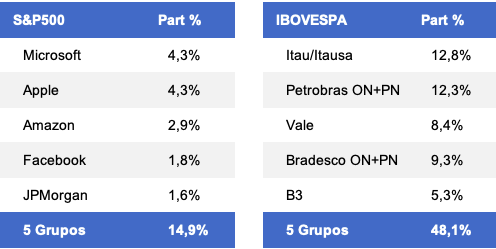 S&P500 Part %
Microsoft 4,3%
Apple 4,3%
Amazon 2,9%
Facebook 1,8%
JPMorgan 1,6%
5 Grupos 14,9%
IBOVESPA Part %
Itau/Itausa 12,8%
Petrobras ON+PN 12,3%
Vale 8,4%
Bradesco ON+PN 9,3%
B3 5,3%
5 Grupos 48,1%